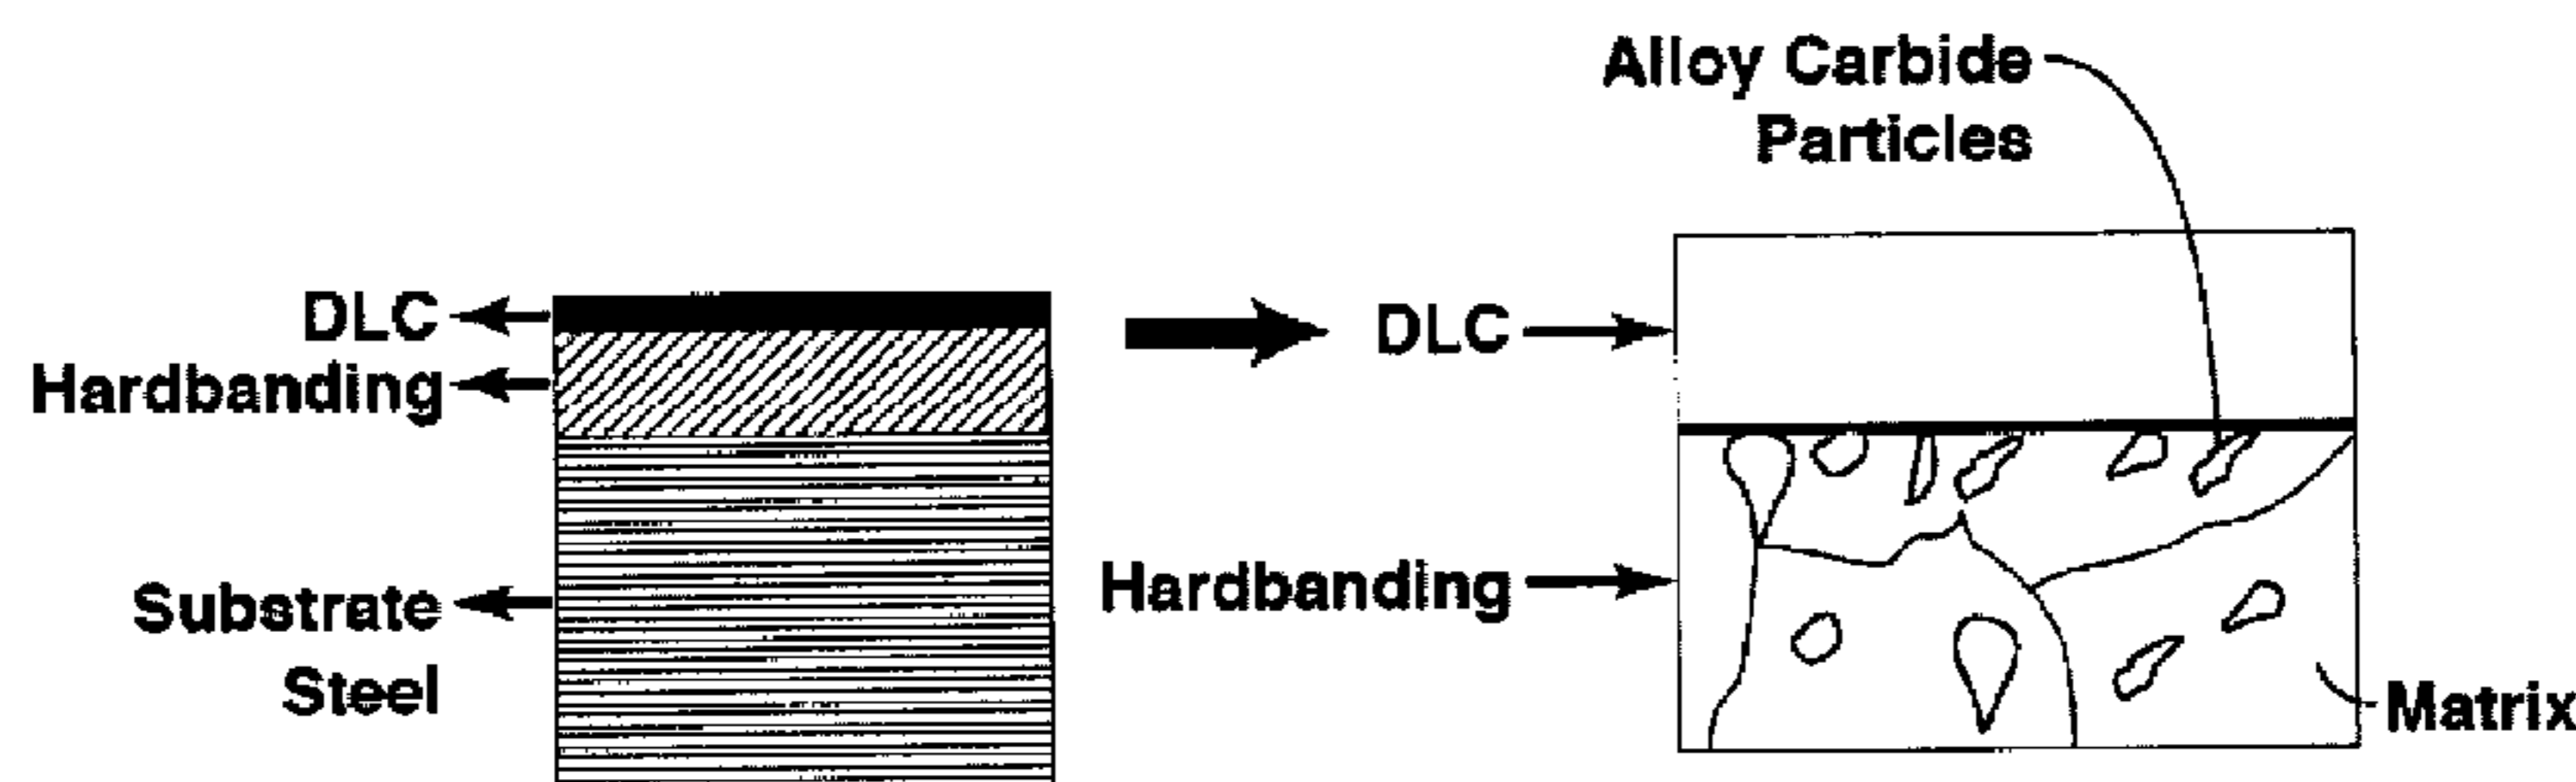 Alloy Carbide
Particles
DLC
Hardbanding
Substrate
Steel
DLC
Hardbanding
Matrix